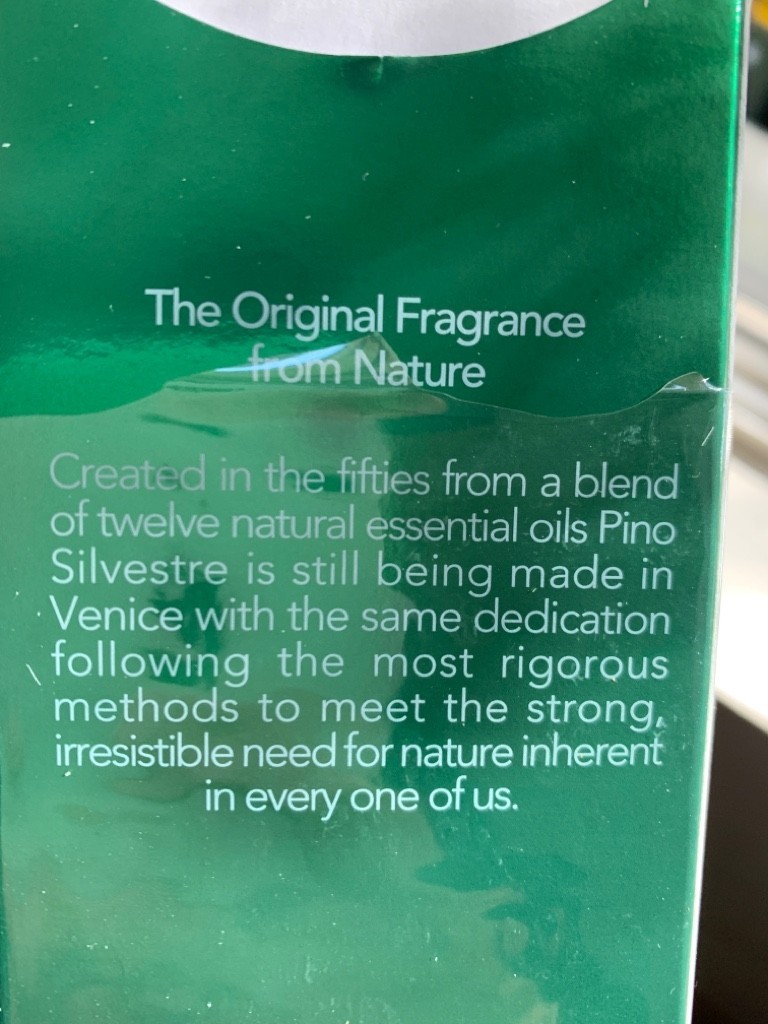 The Original Fragrance
from Nature
Created in the fifties from a blend
of twelve natural essential oils Pino
Silvestre is still being made in
Venice with the same dedication
following the most rigorous
methods to meet the strong,
irresistible need for nature inherent
in every one of us.